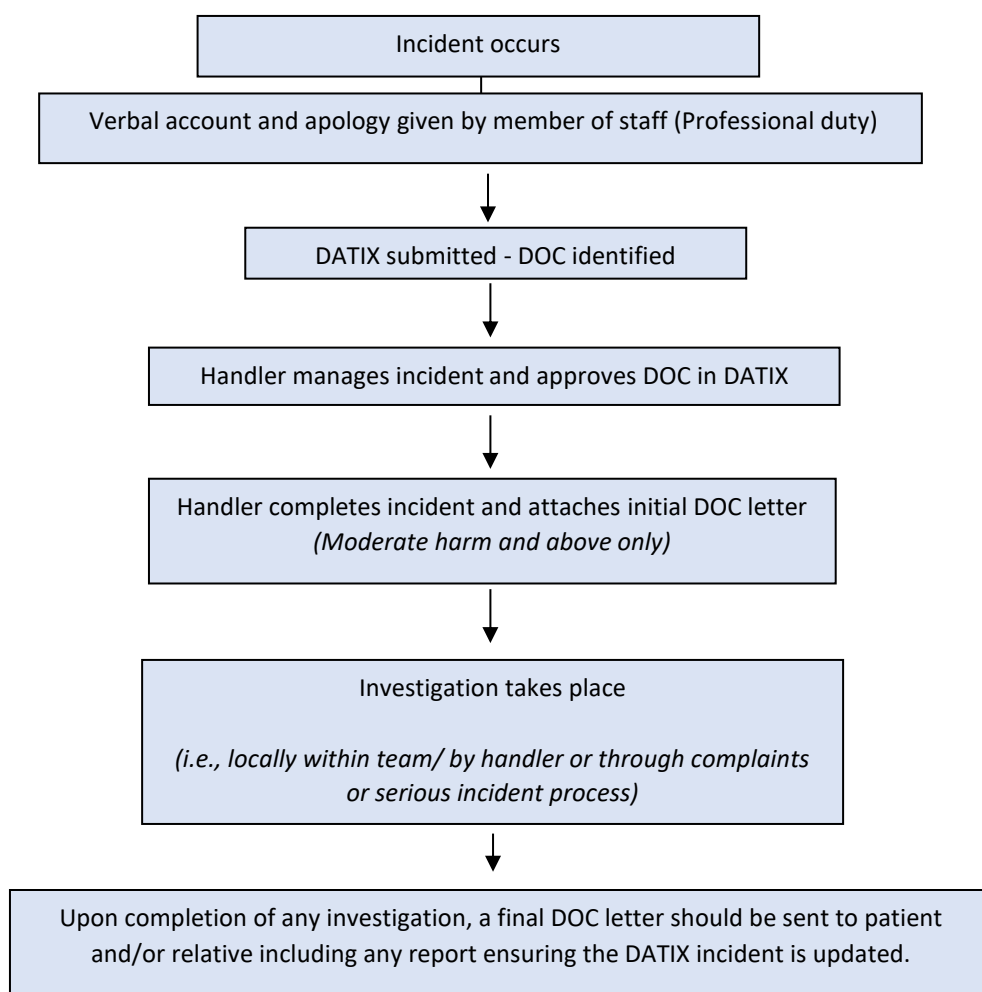 Incident occurs
Verbal account and apology given by member of staff (Professional duty)
DATIX submitted - DOC identified
Handler manages incident and approves DOC in DATIX
Handler completes incident and attaches initial DOC letter
(Moderate harm and above only)
Investigation takes place
(i.e., locally within team/ by handler or through complaints
or serious incident process)
Upon completion of any investigation, a final DOC letter should be sent to patient
and/or relative including any report ensuring the DATIX incident is updated.